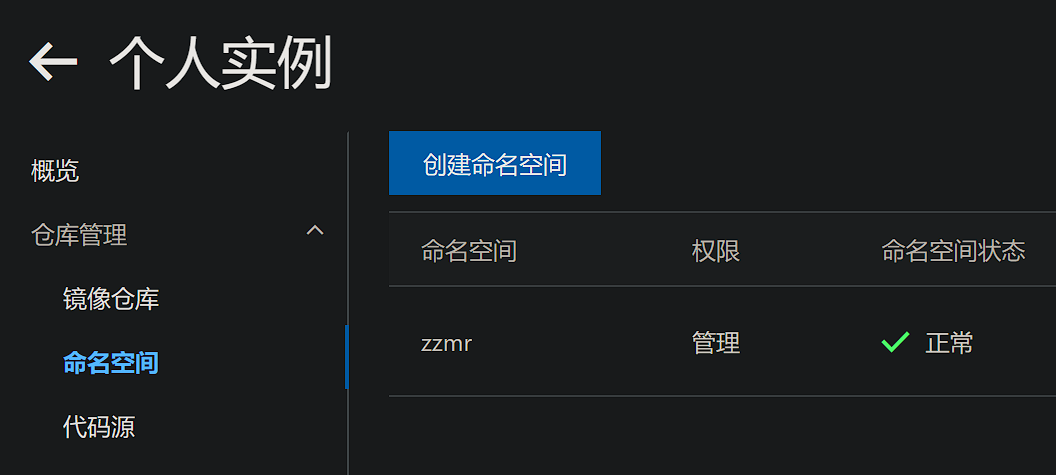 个人实例
概览
仓库管理
镜像仓库
命名空间
代码源
创建命名空间
命名空间 权限 命名空间状态
zzmr 管理 正常